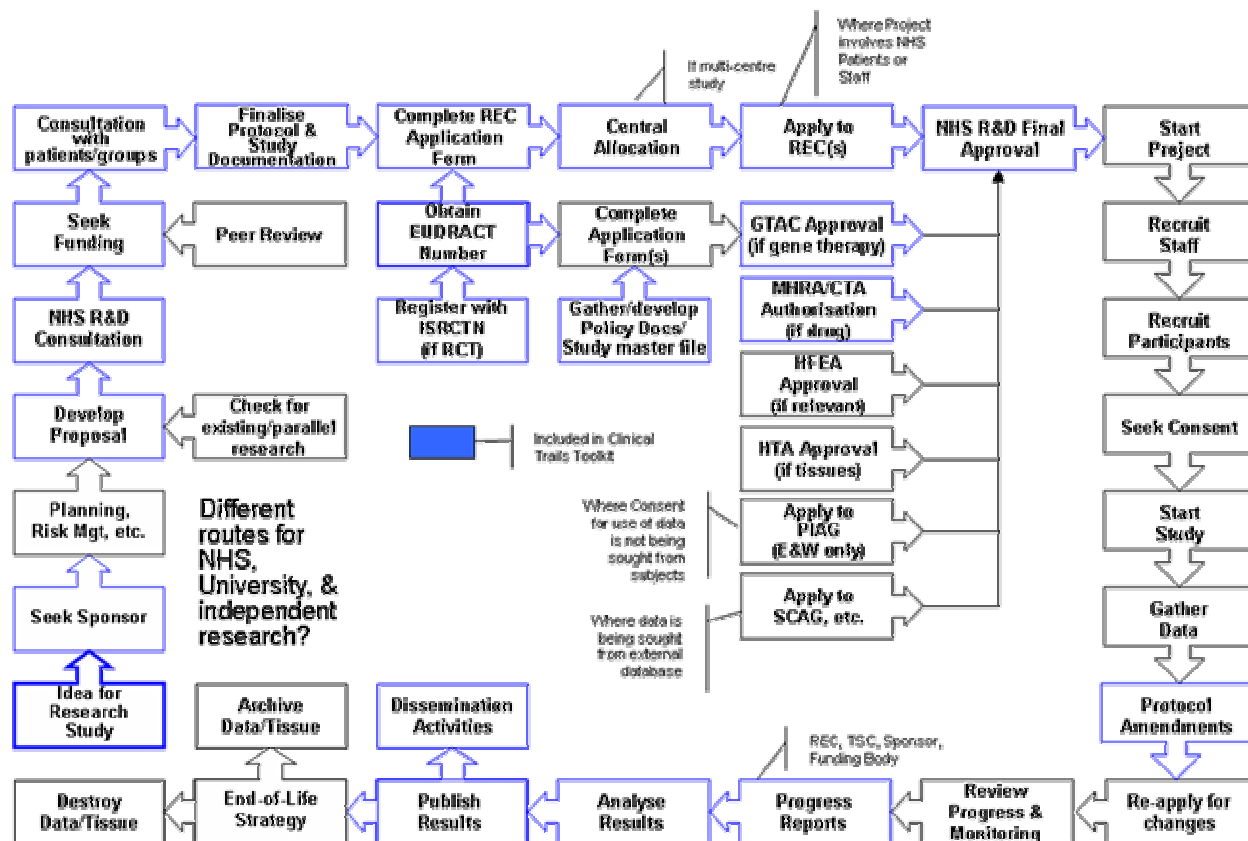 Where Project
involves NHS
Patients or
Staff
If multi-centre
study
Consultation
with
patients/groups
Finalise
Protocol &
Study
Documentation
Complete REC
Application
Form
Central
Allocation
Apply to
REC(s)
NHS R&D Final
Approval
Start
Project
Seek
Funding
Peer Review
Obtain
EUDRACT
Number
Complete
Application
Form(s)
GTAC Approval
(if gene therapy)
Recruit
Staff
NHS R&D
Consultation
Register with
ISRCTN
(if RCT)
Gather/develop
Policy Docs/
Study master file
MHRA/CTA
Authorisation
(if drug)
Recruit
Participants
Develop
Proposal
Check for
existing/parallel
research
Included in Clinical
Trails Toolkit
HFEA
Approval
(if relevant)
Seek Consent
Planning,
Risk Mgt, etc.
Different
routes for
NHS,
University, &
independent
research?
HTA Approval
(if tissues)
Where Consent
for use of data
is not being
sought from
subjects
Apply to
PIAG
(E&W only)
Start
Study
Seek Sponsor
Where data is
being sought
from external
database
Apply to
SCAG, etc.
Gather
Data
Idea for
Research
Study
Archive
Data/Tissue
Dissemination
Activities
Protocol
Amendments
REC, TSC, Sponsor,
Funding Body
Destroy
Data/Tissue
End-of-Life
Strategy
Publish
Results
Analyse
Results
Progress
Reports
Review
Progress &
Monitoring
Re-apply for
changes